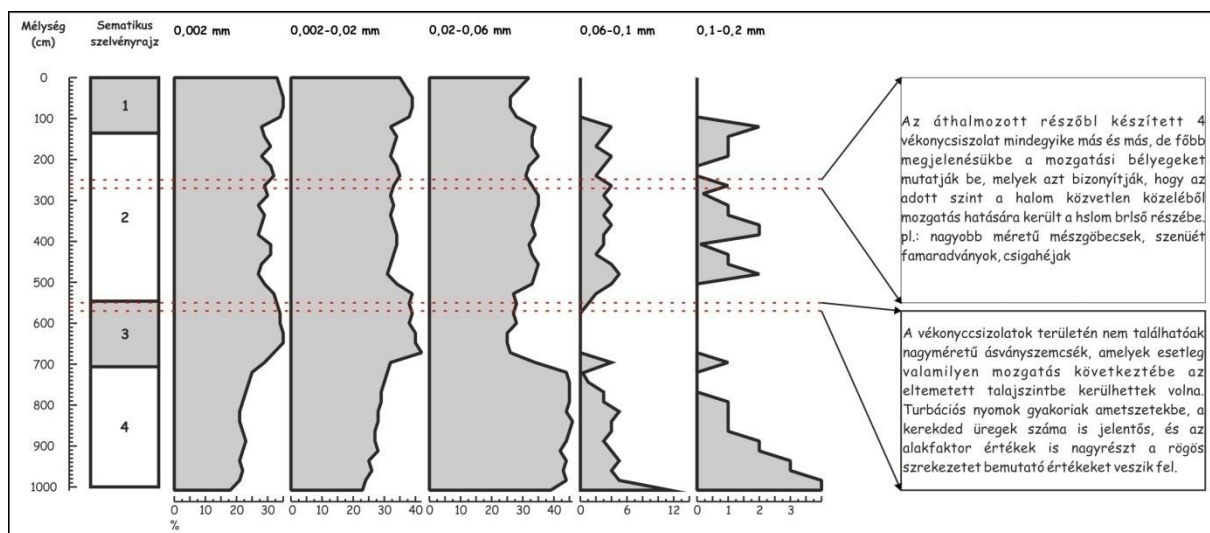 Mélység
(cm)
Sematikus
szelvényrajz
0,002 mm
0,002-0,02 mm
0,02-0,06 mm
0,06-0,1 mm
0,1-0,2 mm
0
100
200
300
400
500
600
700
800
900
1000
1
2
3
4
0 10 20 30
%
0 10 20 30 40
0 10 20 30 40
0 6 12
0 1 2 3
Az áthalmozott részőbl készített 4
vékonycsiszolat mindegyike más és más, de főbb
megjelenésükbe a mozgatási bélyegeket
mutatják be, melyek azt bizonyítják, hogy az
adott szint a halom közvetlen közeléből
mozgatás hatására került a hslom brlső részébe.
pl.: nagyobb méretű mészgöbecsek, szenüét
famaradványok, csigahéjak
A vékonyccsizolatok területén nem találhatóak
nagyméretű ásványszemcsék, amelyek esetleg
valamilyen mozgatás következtébe az
eltemetett talajszintbe kerülhettek volna.
Turbációs nyomok gyakoriak ametszetekbe, a
kerekded üregek száma is jelentős, és az
alakfaktor értékek is nagyrészt a rögös
szrekezetet bemutató értékeket veszik fel.